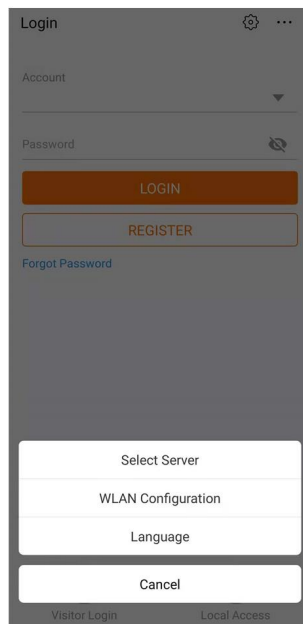 Login
Account
Password
LOGIN
REGISTER
Forgot Password
Select Server
WLAN Configuration
Language
Cancel
Visitor Login Local Access